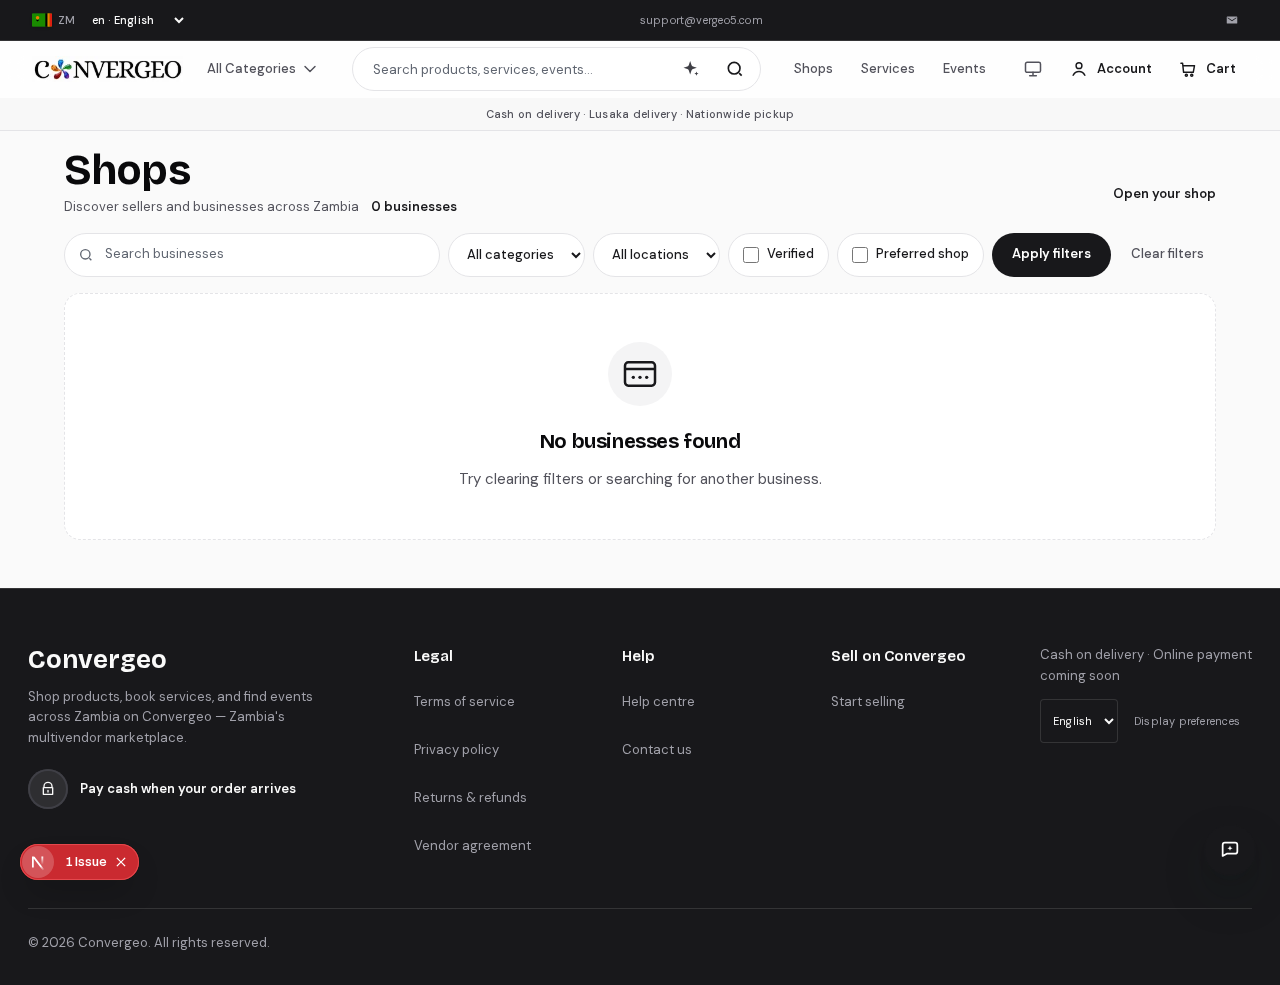 ZM
en · English
support@vergeo5.com
CONVERGEO
All Categories
Search products, services, events...
Shops
Services
Events
Account
Cart
Cash on delivery · Lusaka delivery · Nationwide pickup
Shops
Discover sellers and businesses across Zambia
0 businesses
Open your shop
Search businesses
All categories
All locations
Verified
Preferred shop
Apply filters
Clear filters
No businesses found
Try clearing filters or searching for another business.
Convergeo
Shop products, book services, and find events
across Zambia on Convergeo — Zambia's
multivendor marketplace.
Pay cash when your order arrives
Legal
Terms of service
Privacy policy
Returns & refunds
Vendor agreement
Help
Help centre
Contact us
Sell on Convergeo
Start selling
Cash on delivery · Online payment
coming soon
English
Display preferences
N
1 Issue
© 2026 Convergeo. All rights reserved.